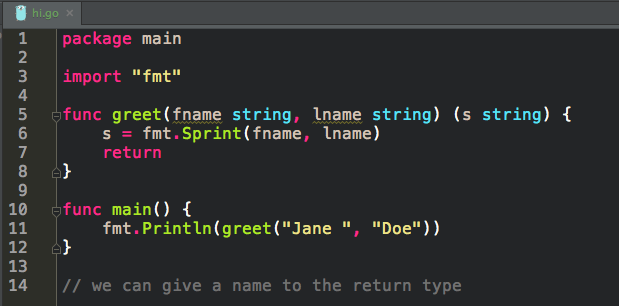 hi.go ×
1 package main
2
3 import "fmt"
4
5 func greet(fname string, lname string) (s string) {
6     s = fmt.Sprint(fname, lname)
7     return
8 }
9
10 func main() {
11     fmt.Println(greet("Jane ", "Doe"))
12 }
13
14 // we can give a name to the return type